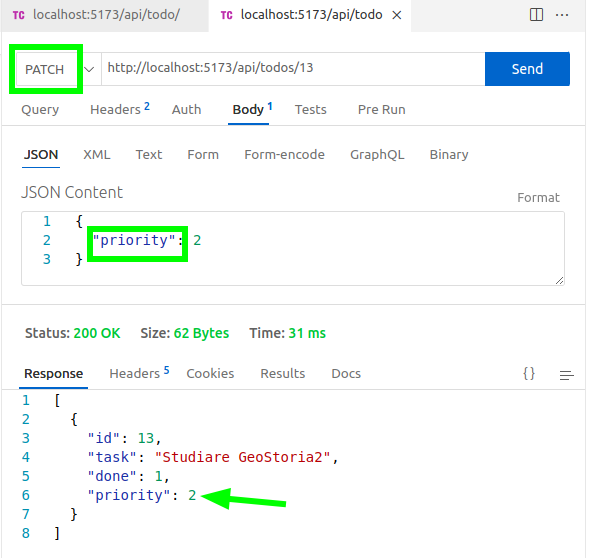 TC localhost:5173/api/todo/ TC localhost:5173/api/todo ×
PATCH http://localhost:5173/api/todos/13 Send
Query Headers 2 Auth Body 1 Tests Pre Run
JSON XML Text Form Form-encode GraphQL Binary
JSON Content Format
1 {
2 "priority": 2
3 }
Status: 200 OK Size: 62 Bytes Time: 31 ms
Response Headers 5 Cookies Results Docs {}
1 [
2 {
3 "id": 13,
4 "task": "Studiare GeoStoria2",
5 "done": 1,
6 "priority": 2
7 }
8 ]